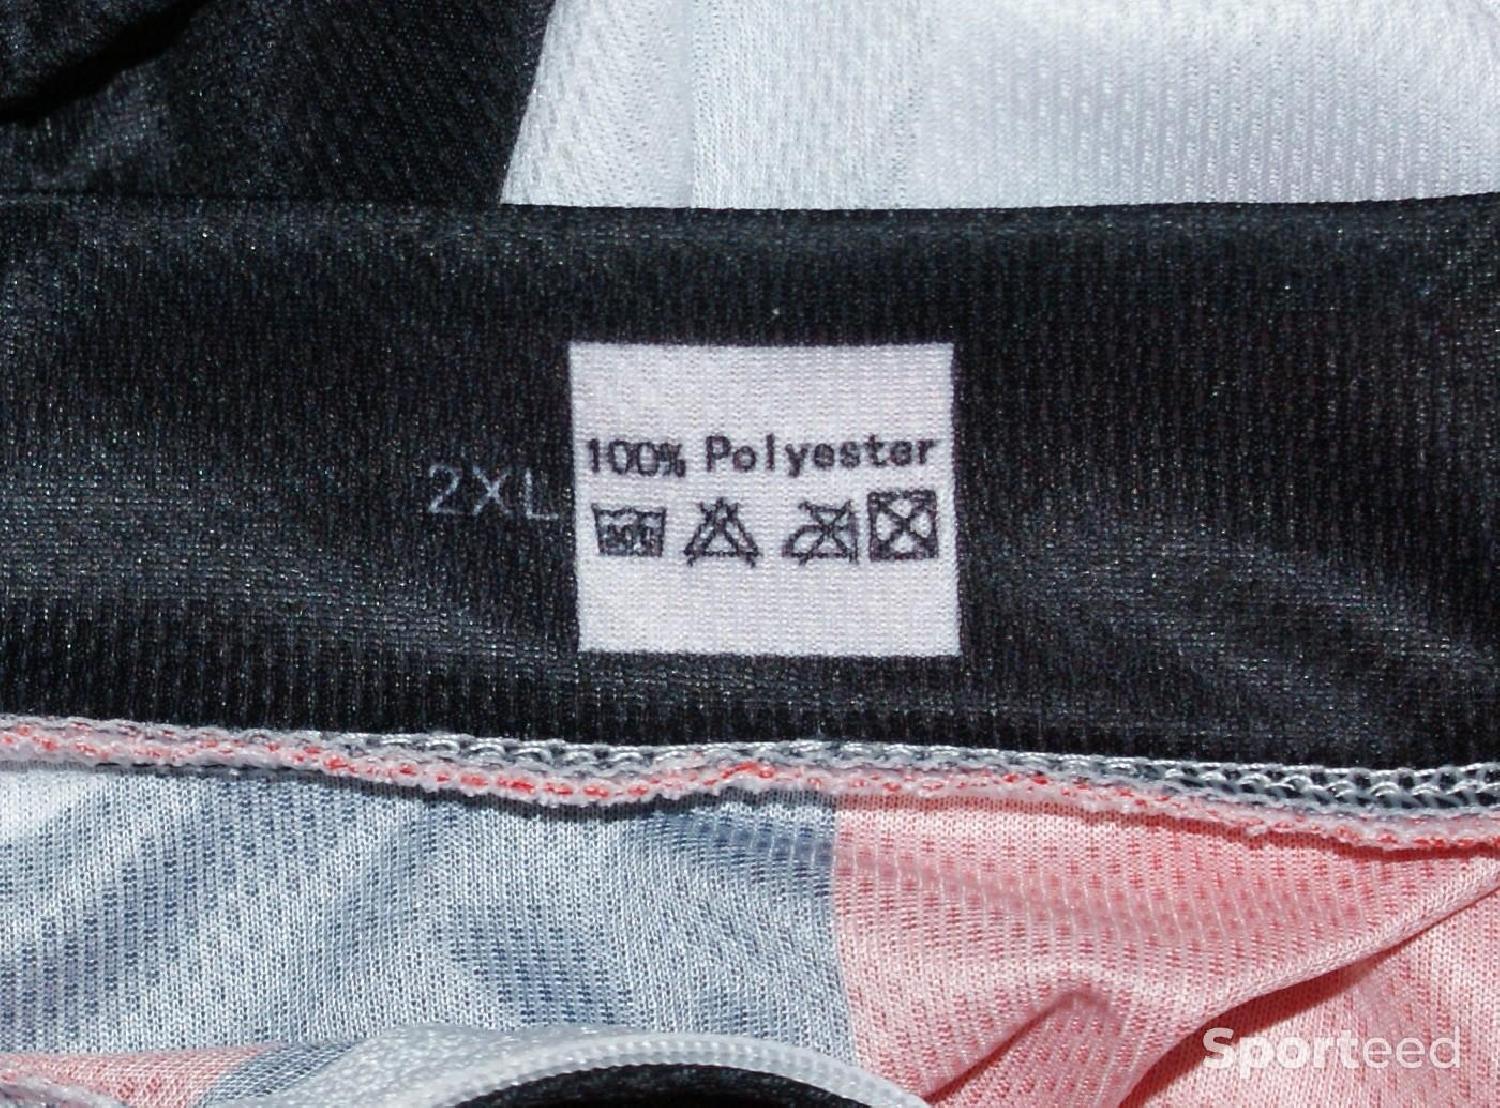 100% Polyester
2XL
Sporteed